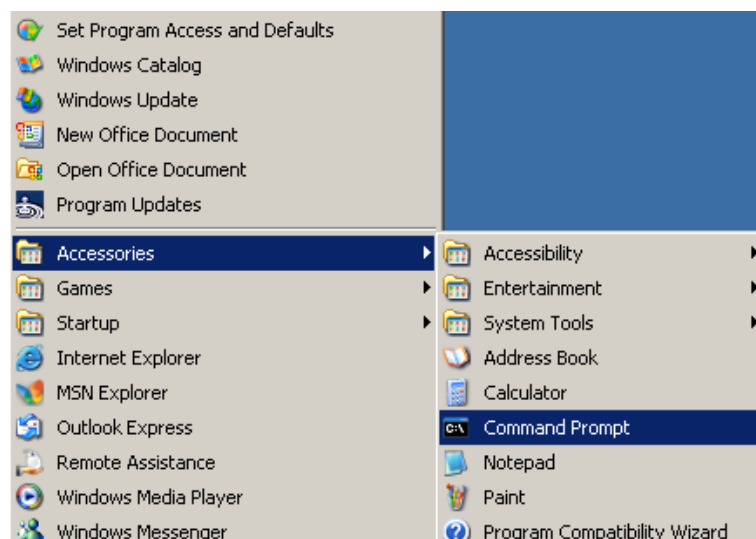 Set Program Access and Defaults
Windows Catalog
Windows Update
New Office Document
Open Office Document
Program Updates
Accessories
Games
Startup
Internet Explorer
MSN Explorer
Outlook Express
Remote Assistance
Windows Media Player
Windows Messenger
Accessibility
Entertainment
System Tools
Address Book
Calculator
C:\
Command Prompt
Notepad
Paint
Program Compatibility Wizard